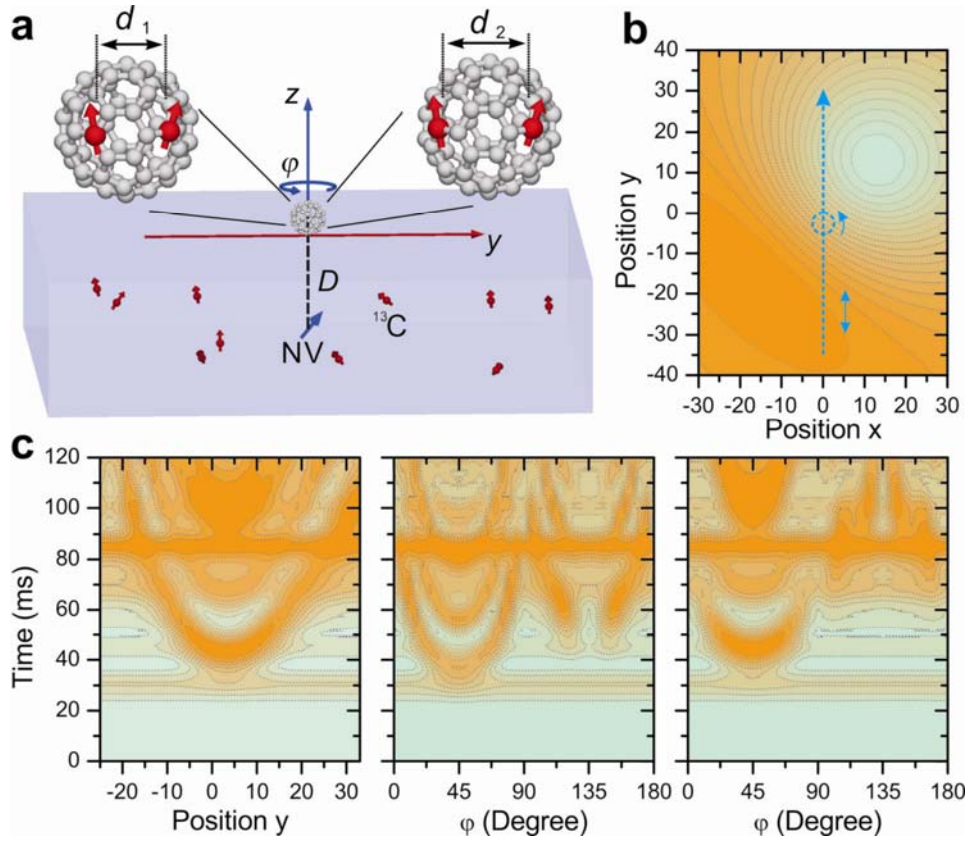 a
d 1
d 2
z
φ
y
D
13C
NV
b
Position y
40
30
20
10
0
-10
-20
-30
-40
-30 -20 -10 0 10 20 30
Position x
c
Time (ms)
120
100
80
60
40
20
0
-20 -10 0 10 20 30
Position y
0 45 90 135 180
φ (Degree)
0 45 90 135 180
φ (Degree)